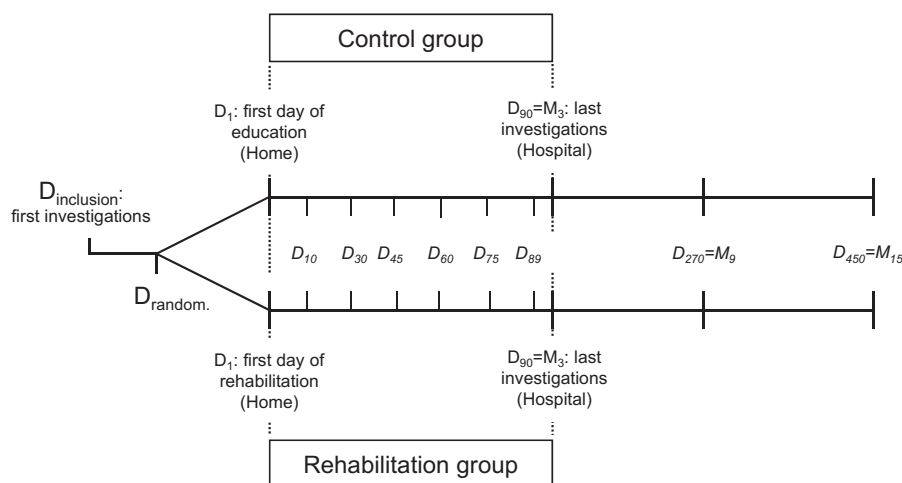 Control group
D₁: first day of
education
(Home)
D₉₀=M₃: last
investigations
(Hospital)
D_inclusion:
first investigations
D₁₀ D₃₀ D₄₅ D₆₀ D₇₅ D₈₉ D₂₇₀=M₉ D₄₅₀=M₁₅
D_random.
D₁: first day of
rehabilitation
(Home)
D₉₀=M₃: last
investigations
(Hospital)
Rehabilitation group